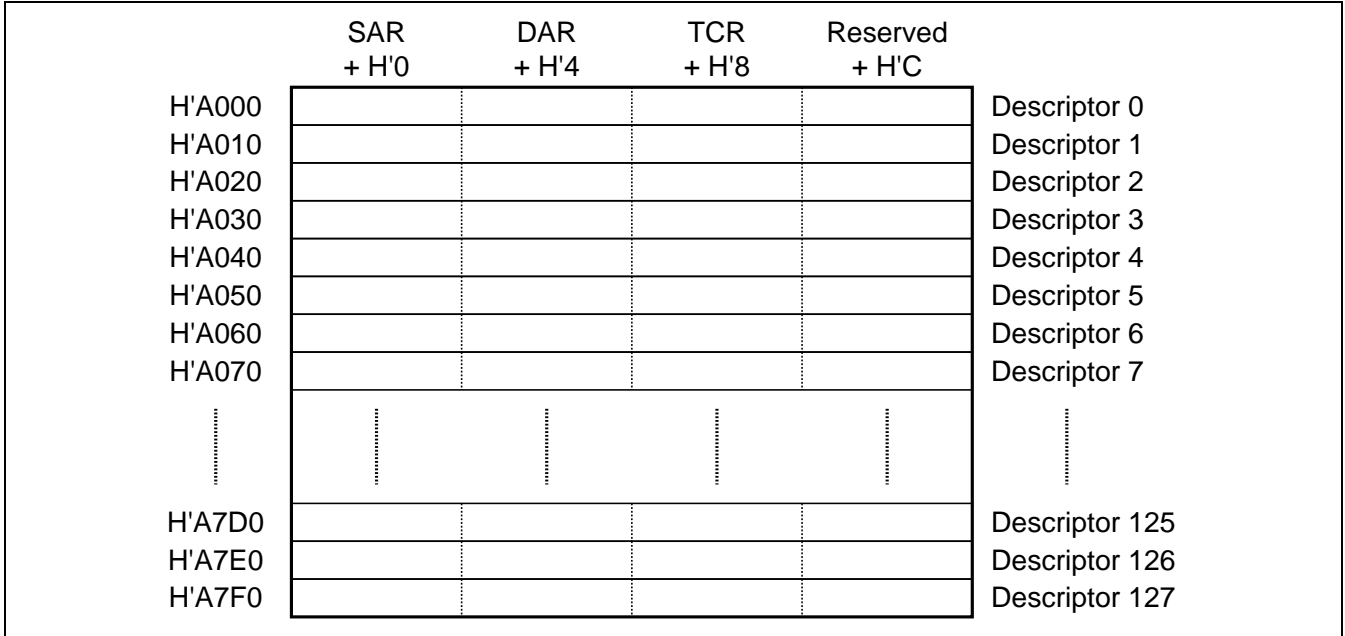 SAR DAR TCR Reserved
+ H'0 + H'4 + H'8 + H'C
H'A000 Descriptor 0
H'A010 Descriptor 1
H'A020 Descriptor 2
H'A030 Descriptor 3
H'A040 Descriptor 4
H'A050 Descriptor 5
H'A060 Descriptor 6
H'A070 Descriptor 7
H'A7D0 Descriptor 125
H'A7E0 Descriptor 126
H'A7F0 Descriptor 127